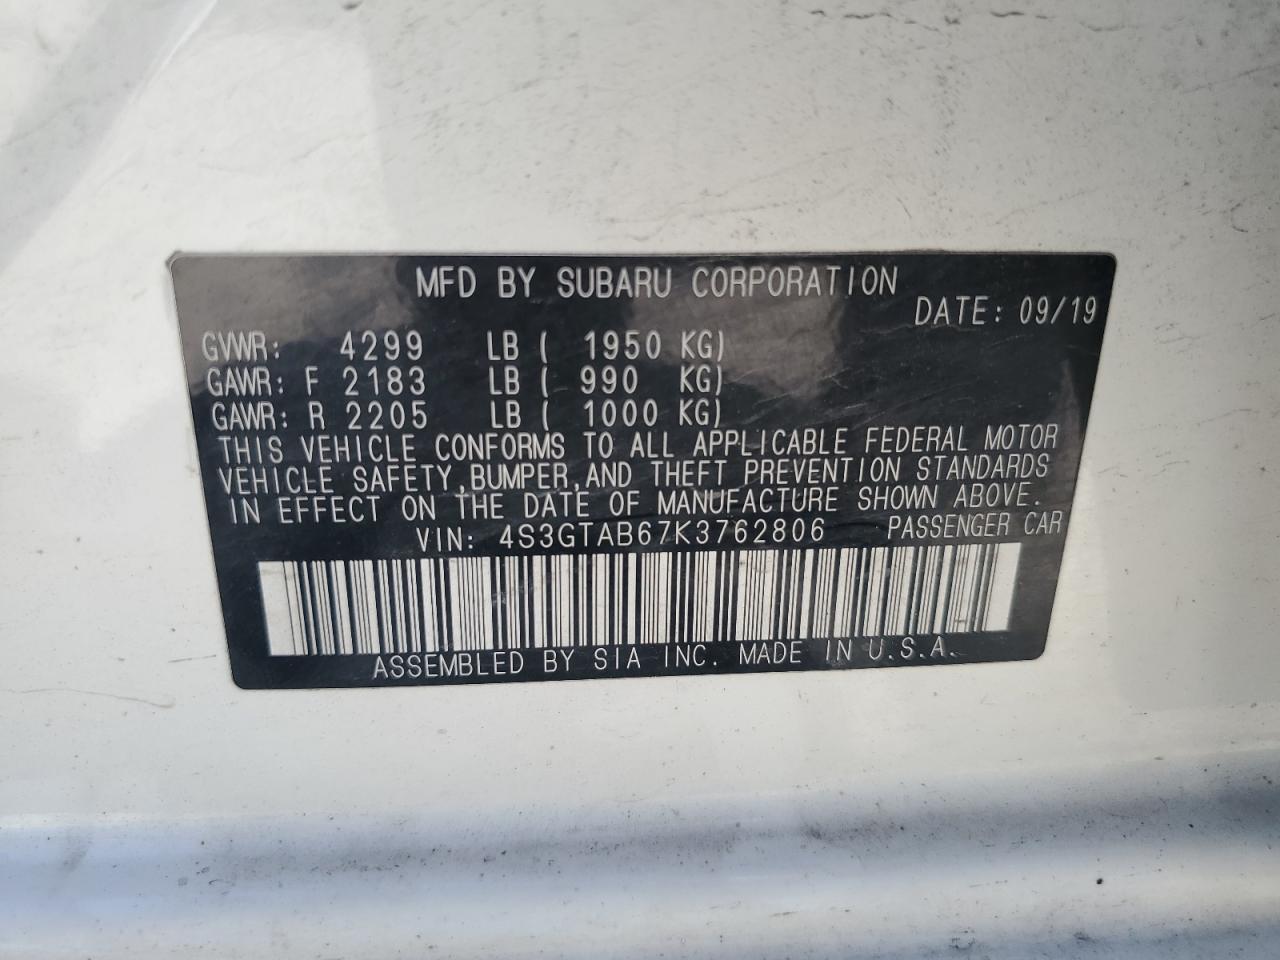 MFD BY SUBARU CORPORATION
DATE: 09/19
GVWR: 4299 LB ( 1950 KG)
GAWR: F 2183 LB ( 990 KG)
GAWR: R 2205 LB ( 1000 KG)
THIS VEHICLE CONFORMS TO ALL APPLICABLE FEDERAL MOTOR
VEHICLE SAFETY,BUMPER,AND THEFT PREVENTION STANDARDS
IN EFFECT ON THE DATE OF MANUFACTURE SHOWN ABOVE.
VIN: 4S3GTAB67K3762806 PASSENGER CAR
ASSEMBLED BY SIA INC. MADE IN U.S.A.